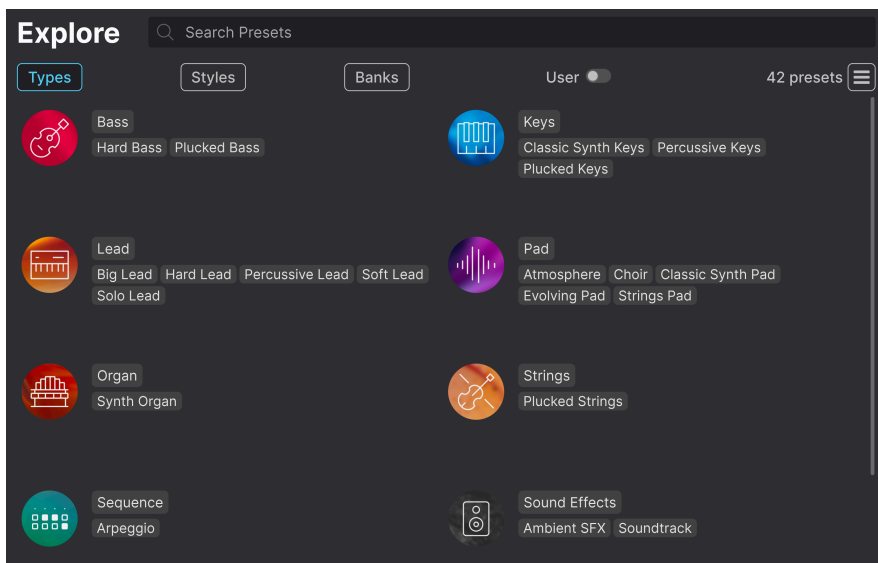 Explore
Search Presets
Types Styles Banks User 42 presets
Bass
Hard Bass Plucked Bass
Keys
Classic Synth Keys Percussive Keys
Plucked Keys
Lead
Big Lead Hard Lead Percussive Lead Soft Lead
Solo Lead
Pad
Atmosphere Choir Classic Synth Pad
Evolving Pad Strings Pad
Organ
Synth Organ
Strings
Plucked Strings
Sequence
Arpeggio
Sound Effects
Ambient SFX Soundtrack